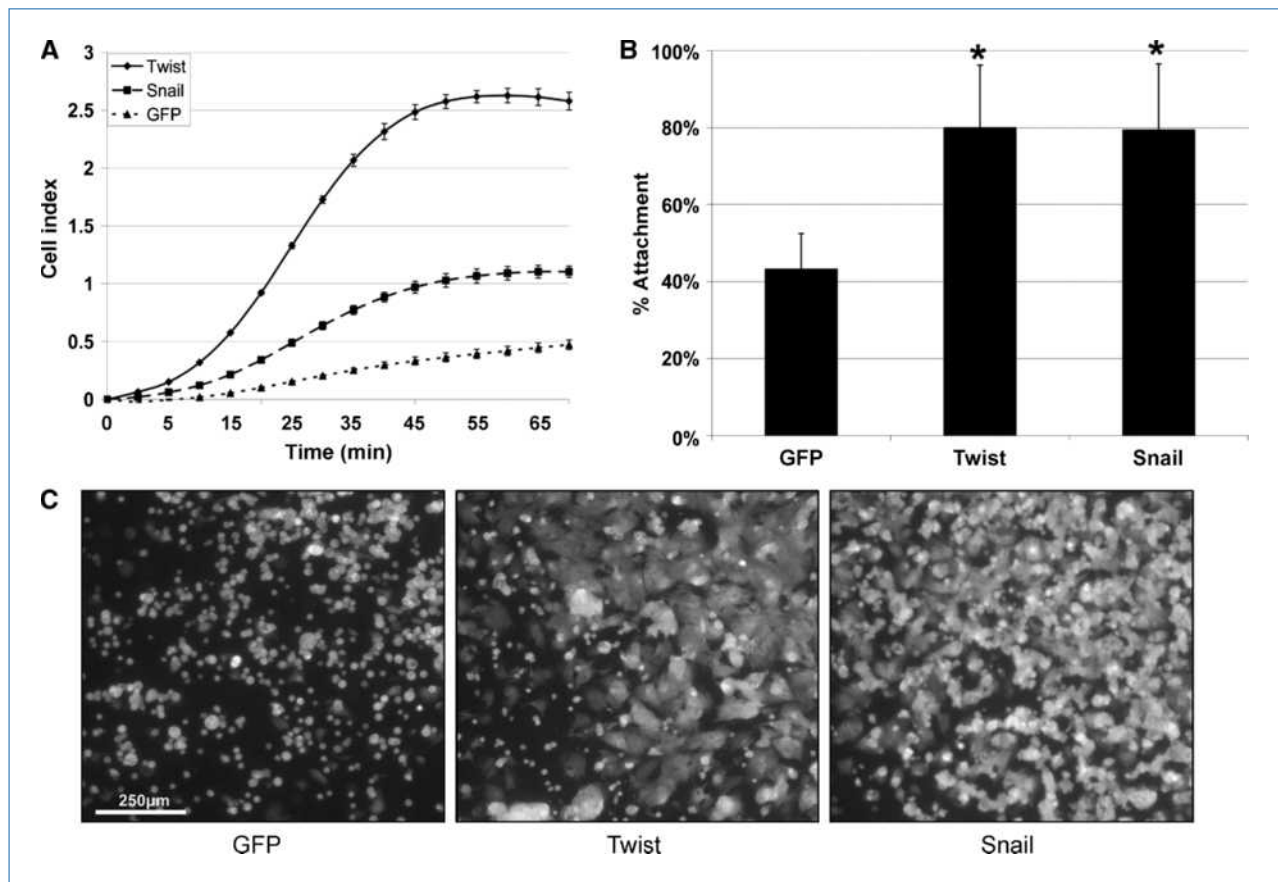 A
3
2.5
2
1.5
1
0.5
0
Cell index
Twist
Snail
GFP
0 5 15 25 35 45 55 65
Time (min)
B
100%
80%
60%
40%
20%
0%
% Attachment
* *
GFP Twist Snail
C
250µm
GFP Twist Snail